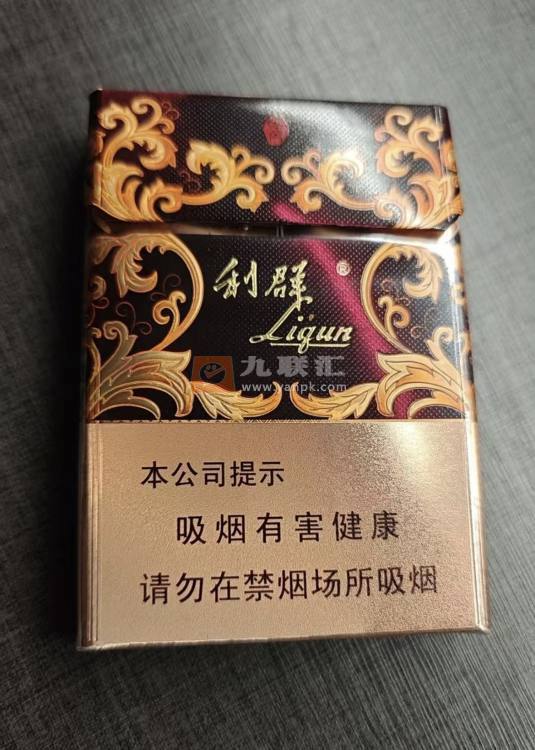 利群®
Liqun
九联汇
www.yanpk.com
本公司提示
吸烟有害健康
请勿在禁烟场所吸烟